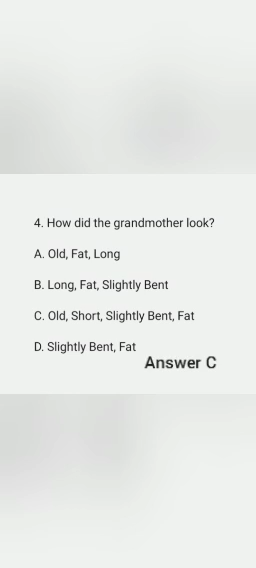 4. How did the grandmother look?
A. Old, Fat, Long
B. Long, Fat, Slightly Bent
C. Old, Short, Slightly Bent, Fat
D. Slightly Bent, Fat
Answer C